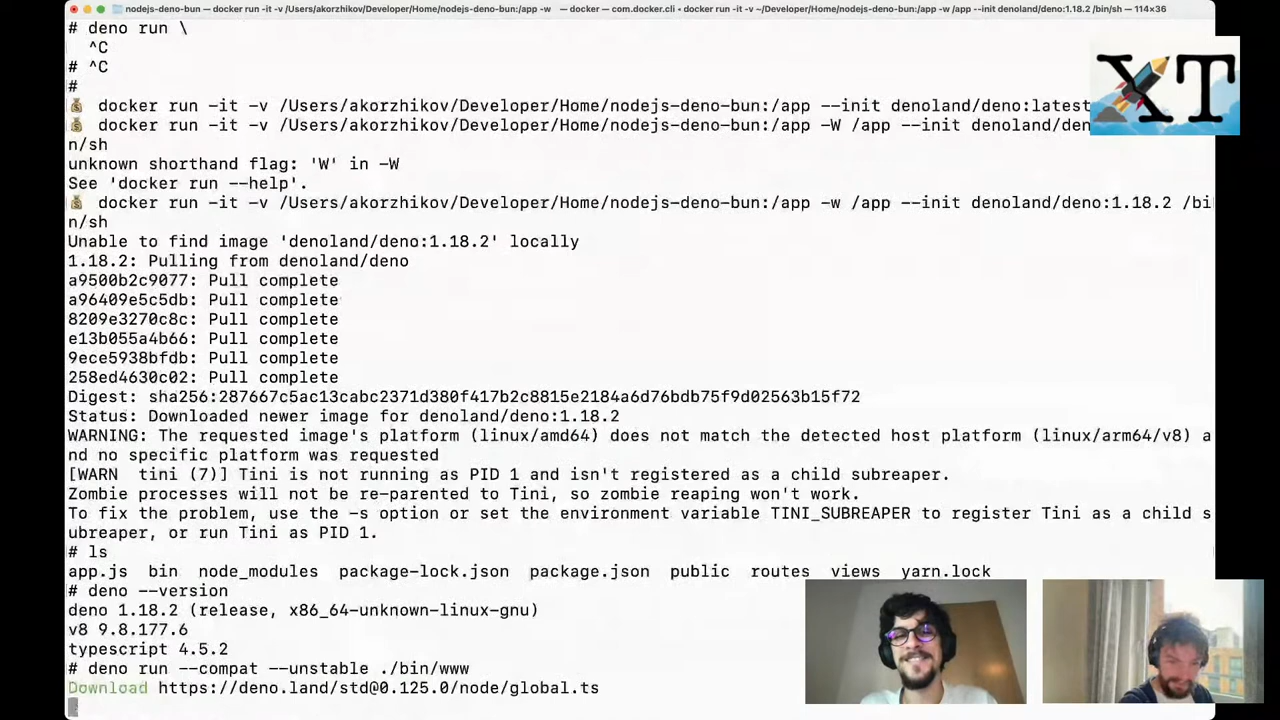 nodejs-deno-bun — docker run -it -v /Users/akorzhikov/Developer/Home/nodejs-deno-bun:/app -w — docker — com.docker.cli • docker run -it -v ~/Developer/Home/nodejs-deno-bun:/app -w /app --init denoland/deno:1.18.2 /bin/sh — 114×36
# deno run \
^C
# ^C
#
XT
docker run -it -v /Users/akorzhikov/Developer/Home/nodejs-deno-bun:/app --init denoland/deno:latest
docker run -it -v /Users/akorzhikov/Developer/Home/nodejs-deno-bun:/app -W /app --init denoland/den
n/sh
unknown shorthand flag: 'W' in -W
See 'docker run --help'.
docker run -it -v /Users/akorzhikov/Developer/Home/nodejs-deno-bun:/app -w /app --init denoland/deno:1.18.2 /bi
n/sh
Unable to find image 'denoland/deno:1.18.2' locally
1.18.2: Pulling from denoland/deno
a9500b2c9077: Pull complete
a96409e5c5db: Pull complete
8209e3270c8c: Pull complete
e13b055a4b66: Pull complete
9ece5938bfdb: Pull complete
258ed4630c02: Pull complete
Digest: sha256:287667c5ac13cabc2371d380f417b2c8815e2184a6d76bdb75f9d02563b15f72
Status: Downloaded newer image for denoland/deno:1.18.2
WARNING: The requested image's platform (linux/amd64) does not match the detected host platform (linux/arm64/v8) a
nd no specific platform was requested
[WARN  tini (7)] Tini is not running as PID 1 and isn't registered as a child subreaper.
Zombie processes will not be re-parented to Tini, so zombie reaping won't work.
To fix the problem, use the -s option or set the environment variable TINI_SUBREAPER to register Tini as a child s
ubreaper, or run Tini as PID 1.
# ls
app.js  bin  node_modules  package-lock.json  package.json  public  routes  views  yarn.lock
# deno --version
deno 1.18.2 (release, x86_64-unknown-linux-gnu)
v8 9.8.177.6
typescript 4.5.2
# deno run --compat --unstable ./bin/www
Download https://deno.land/std@0.125.0/node/global.ts